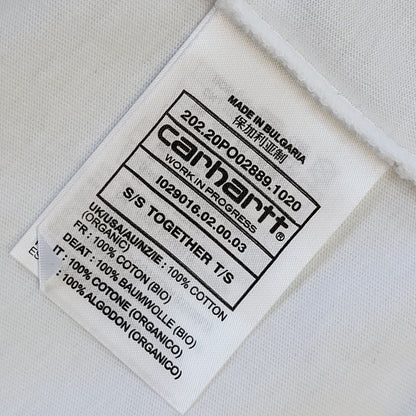 MADE IN BULGARIA
保加利亚制
202.20PO02889.1020
carhartt®
WORK IN PROGRESS
I029016.02.00.03
S/S TOGETHER T/S
UK/USA/AU/NZ/IE : 100% COTTON
(ORGANIC)
FR : 100% COTON (BIO)
DE/AT : 100% BAUMWOLLE (BIO)
IT : 100% COTONE (ORGANICO)
: 100% ALGODON (ORGANICO)